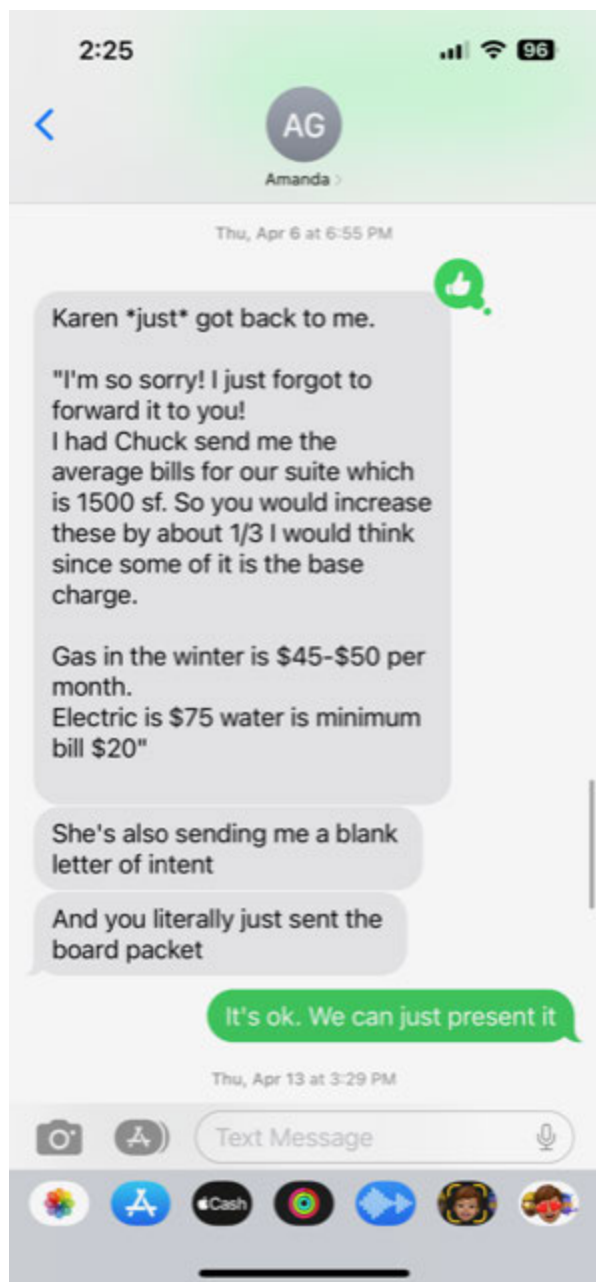 2:25
96
AG
Amanda
Thu, Apr 6 at 6:55 PM
Karen *just* got back to me.
"I'm so sorry! I just forgot to
forward it to you!
I had Chuck send me the
average bills for our suite which
is 1500 sf. So you would increase
these by about 1/3 I would think
since some of it is the base
charge.
Gas in the winter is $45-$50 per
month.
Electric is $75 water is minimum
bill $20"
She's also sending me a blank
letter of intent
And you literally just sent the
board packet
It's ok. We can just present it
Thu, Apr 13 at 3:29 PM
Text Message
Cash